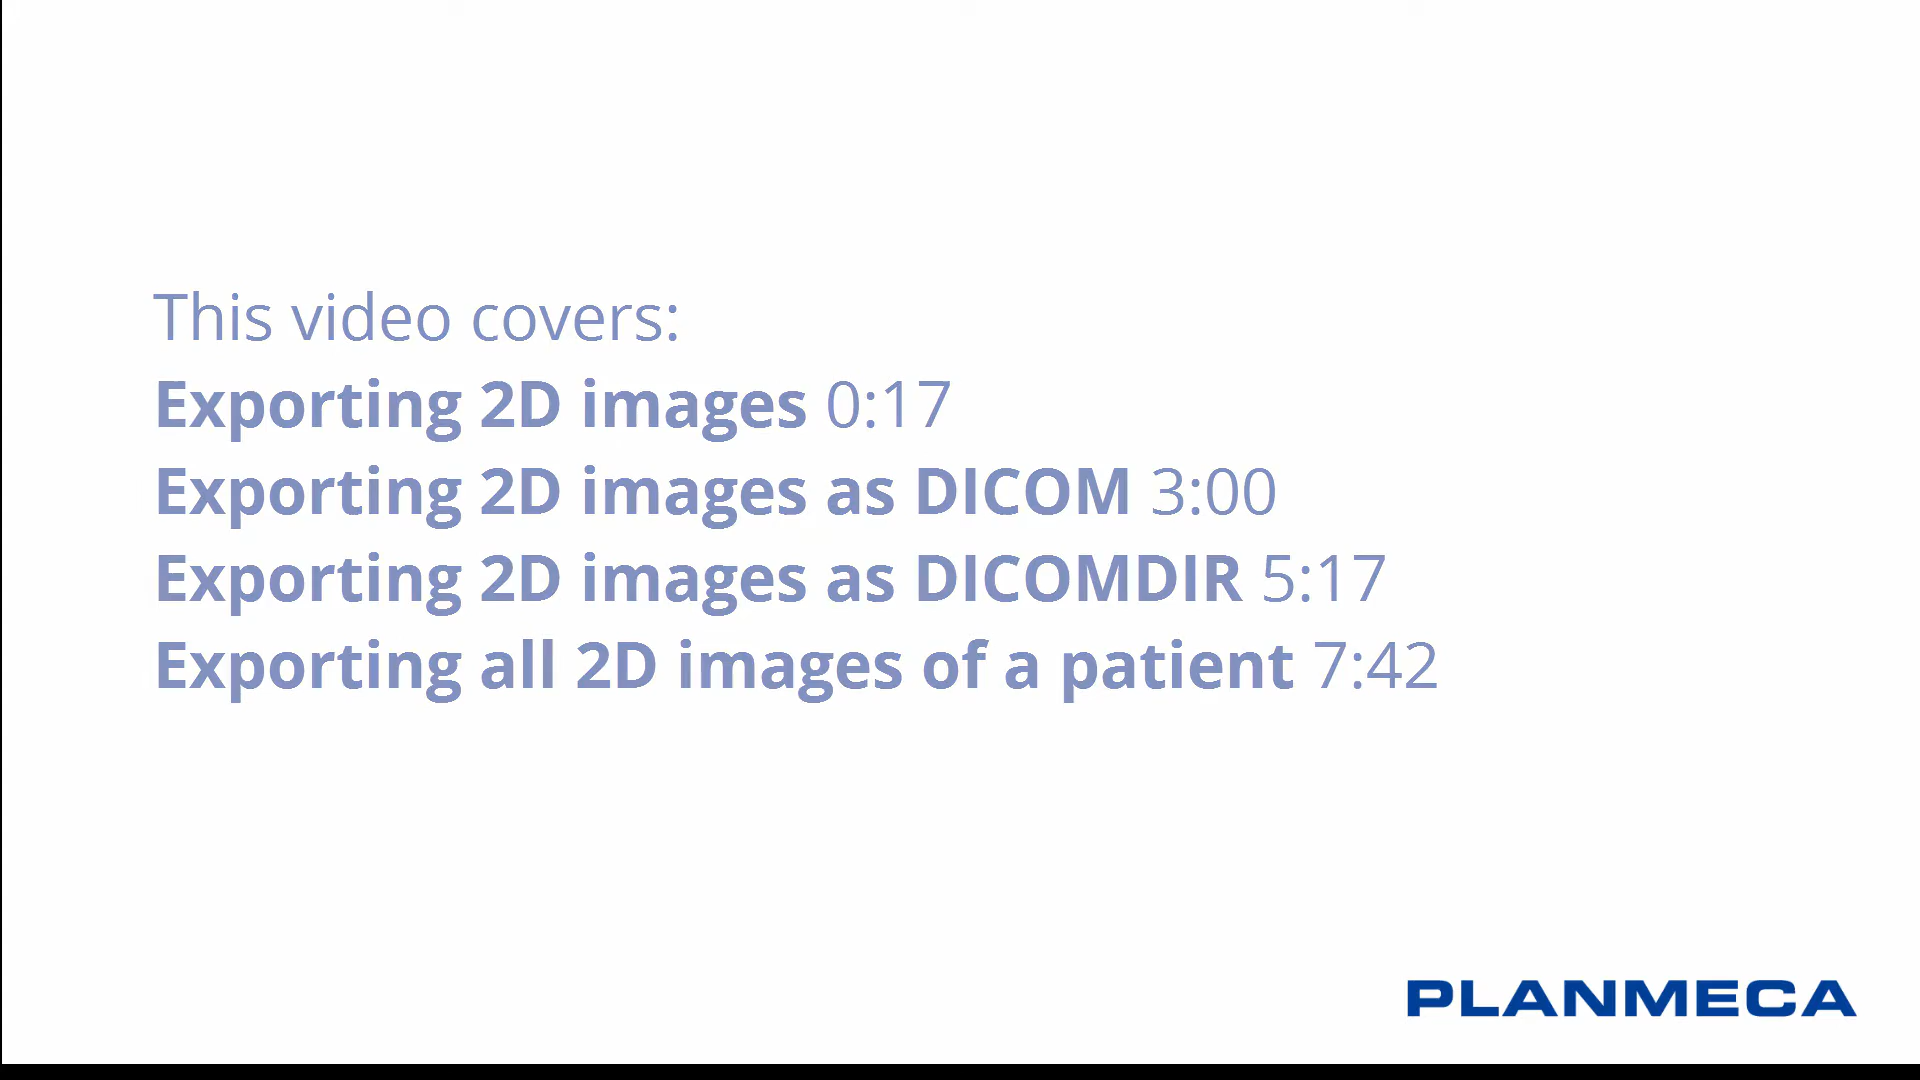 This video covers:
Exporting 2D images 0:17
Exporting 2D images as DICOM 3:00
Exporting 2D images as DICOMDIR 5:17
Exporting all 2D images of a patient 7:42
PLANMECA